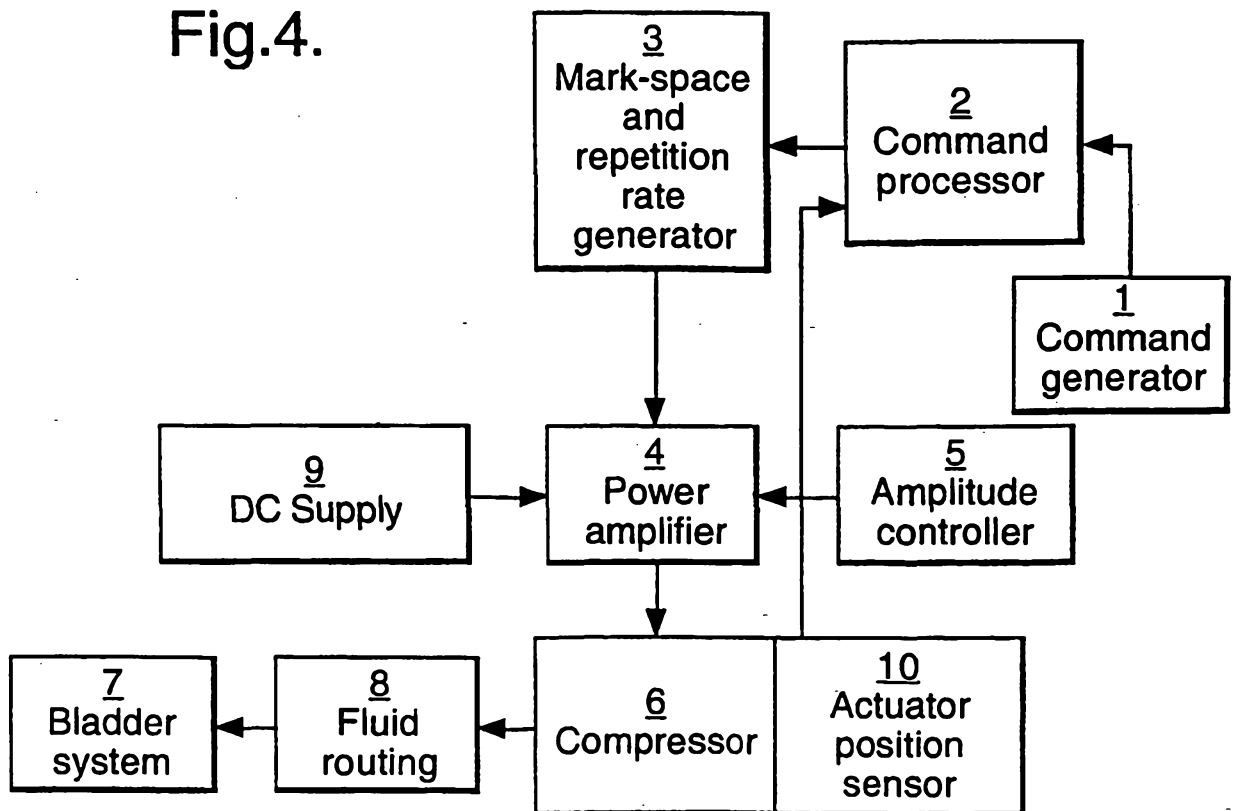 Fig.4.
3
Mark-space
and
repetition
rate
generator
2
Command
processor
1
Command
generator
9
DC Supply
4
Power
amplifier
5
Amplitude
controller
7
Bladder
system
8
Fluid
routing
6
Compressor
10
Actuator
position
sensor